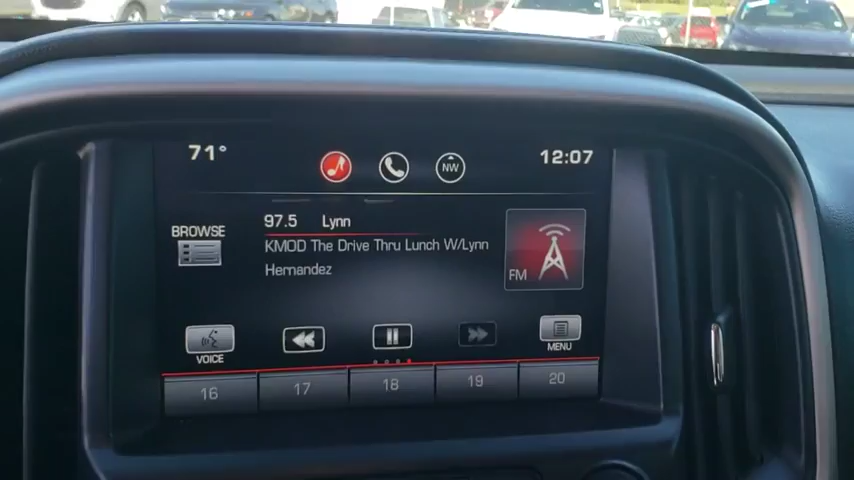 71°
NW
12:07
BROWSE
97.5 Lynn
KMOD The Drive Thru Lunch W/Lynn
Hernandez
FM
VOICE
MENU
16 17 18 19 20